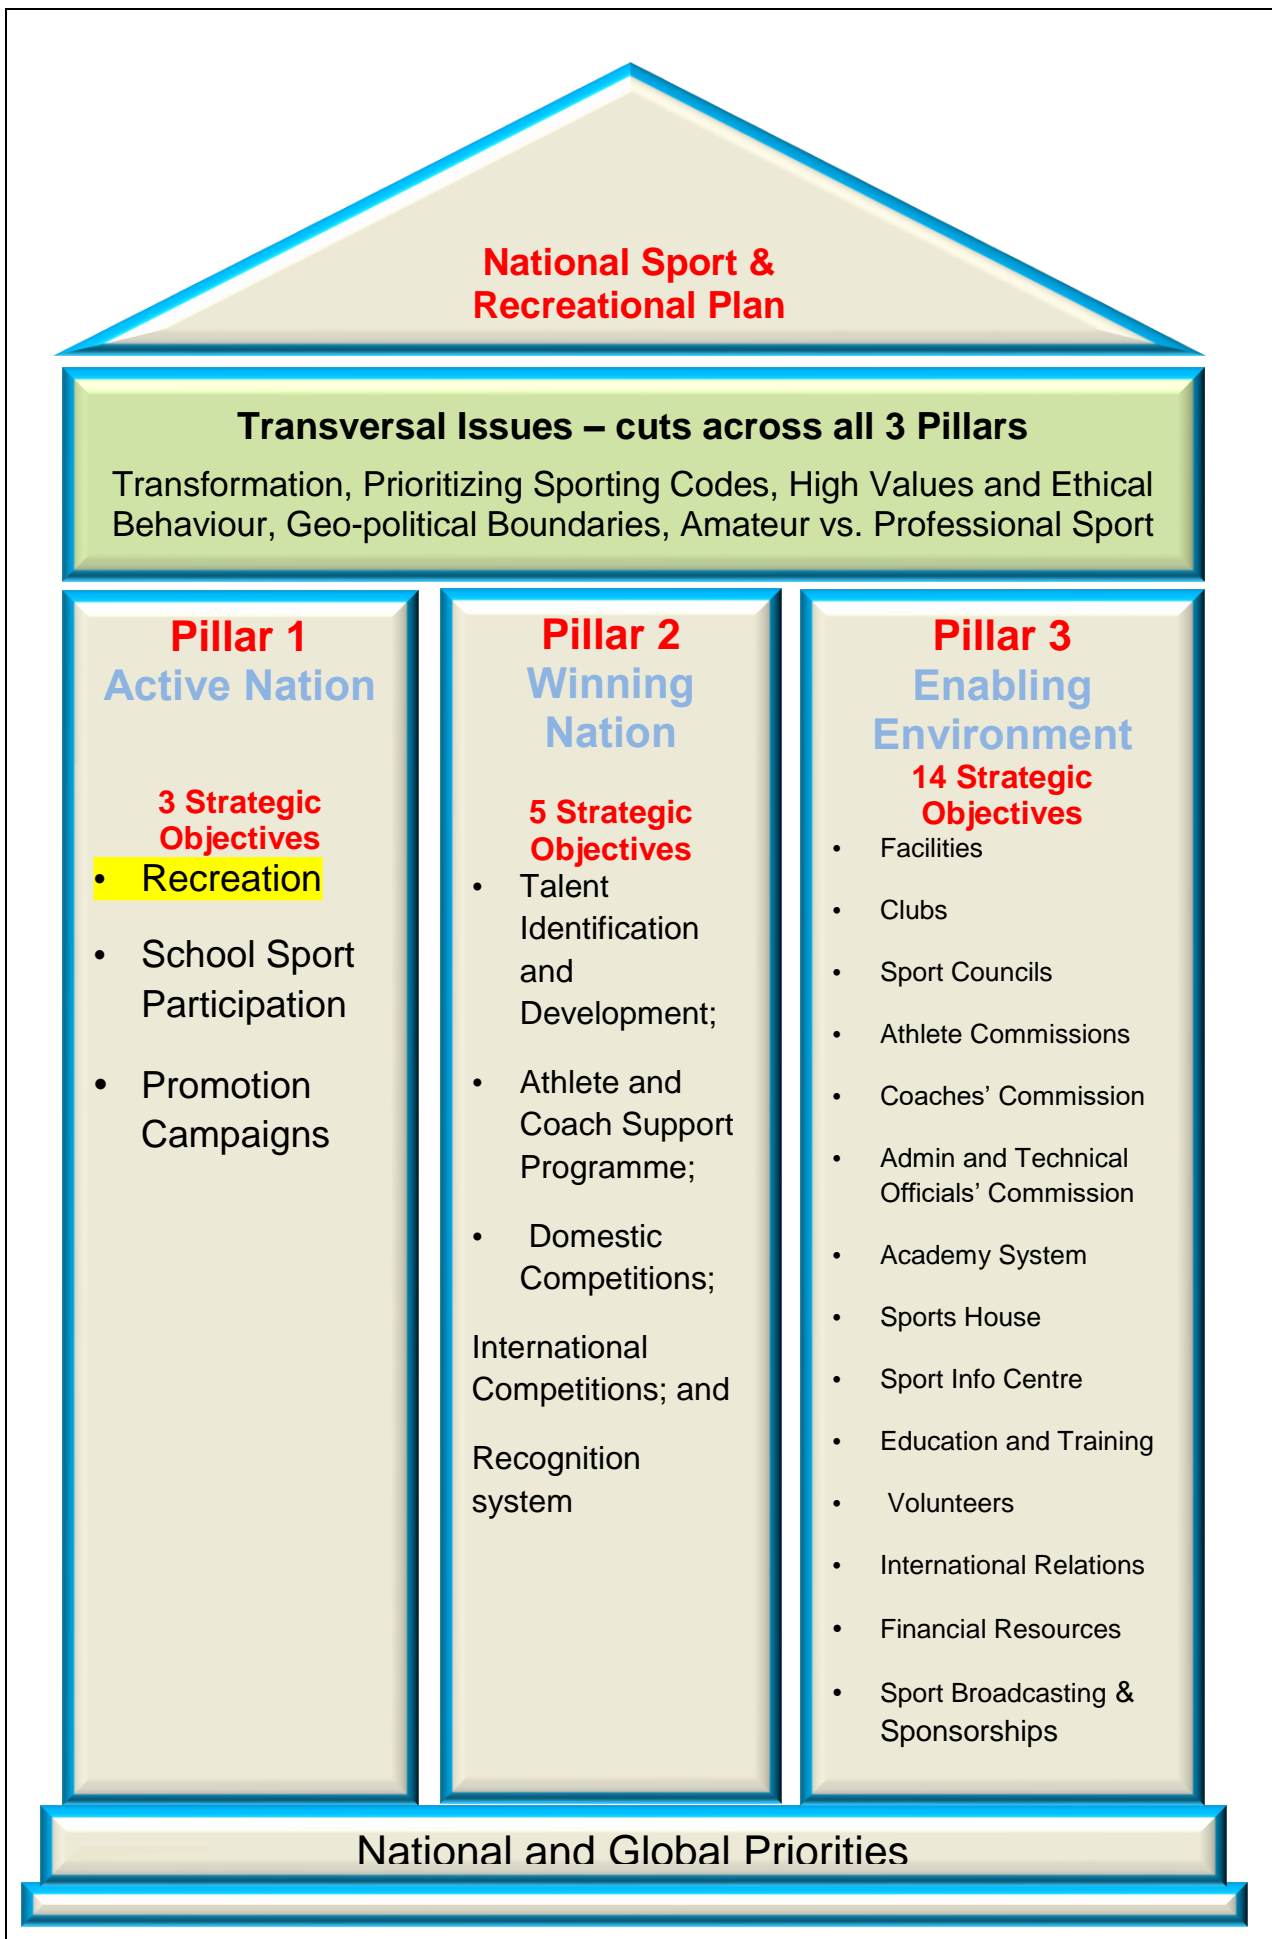 National Sport &
Recreational Plan
Transversal Issues – cuts across all 3 Pillars
Transformation, Prioritizing Sporting Codes, High Values and Ethical
Behaviour, Geo-political Boundaries, Amateur vs. Professional Sport
Pillar 1
Active Nation
3 Strategic
Objectives
• Recreation
• School Sport
Participation
• Promotion
Campaigns
Pillar 2
Winning
Nation
5 Strategic
Objectives
• Talent
Identification
and
Development;
• Athlete and
Coach Support
Programme;
• Domestic
Competitions;
International
Competitions; and
Recognition
system
Pillar 3
Enabling
Environment
14 Strategic
Objectives
• Facilities
• Clubs
• Sport Councils
• Athlete Commissions
• Coaches’ Commission
• Admin and Technical
Officials’ Commission
• Academy System
• Sports House
• Sport Info Centre
• Education and Training
• Volunteers
• International Relations
• Financial Resources
• Sport Broadcasting &
Sponsorships
National and Global Priorities